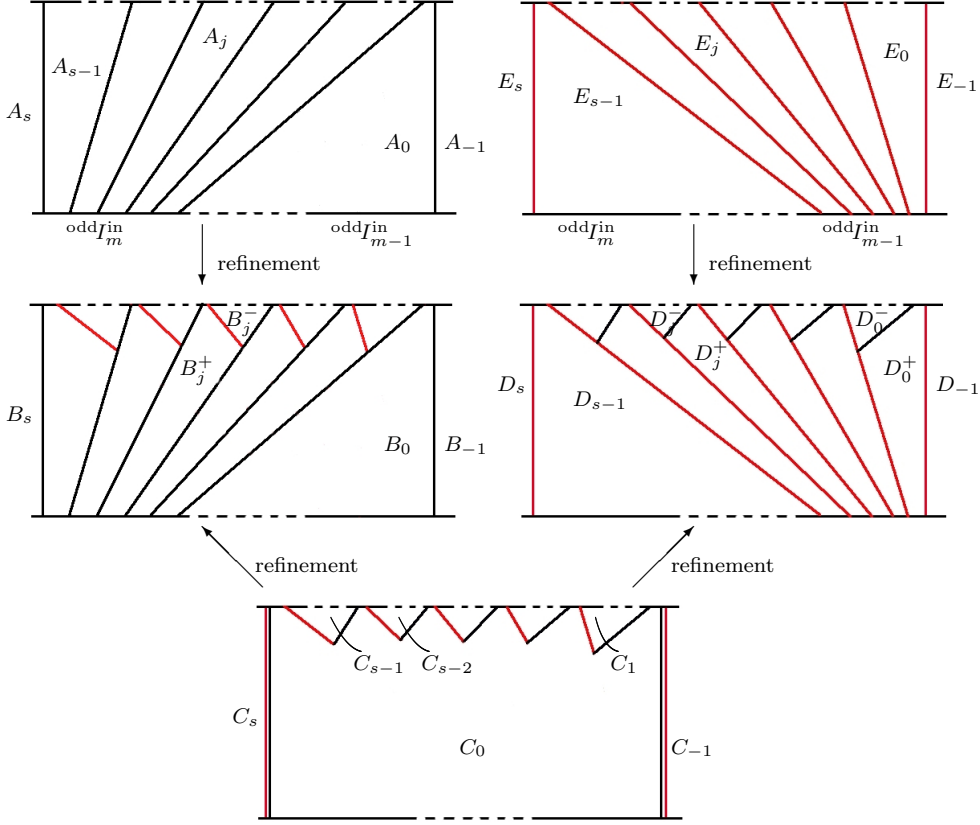 A_{s-1} A_j E_j E_0
A_s A_0 A_{-1} E_s E_{s-1} E_{-1}
^{odd}I_m^{in} ^{odd}I_{m-1}^{in} ^{odd}I_m^{in} ^{odd}I_{m-1}^{in}
refinement refinement
B_j^- D_j^- D_0^-
B_j^+ D_j^+ D_0^+
B_s B_0 B_{-1} D_s D_{s-1} D_{-1}
refinement refinement
C_{s-1} C_{s-2} C_1
C_s C_0 C_{-1}